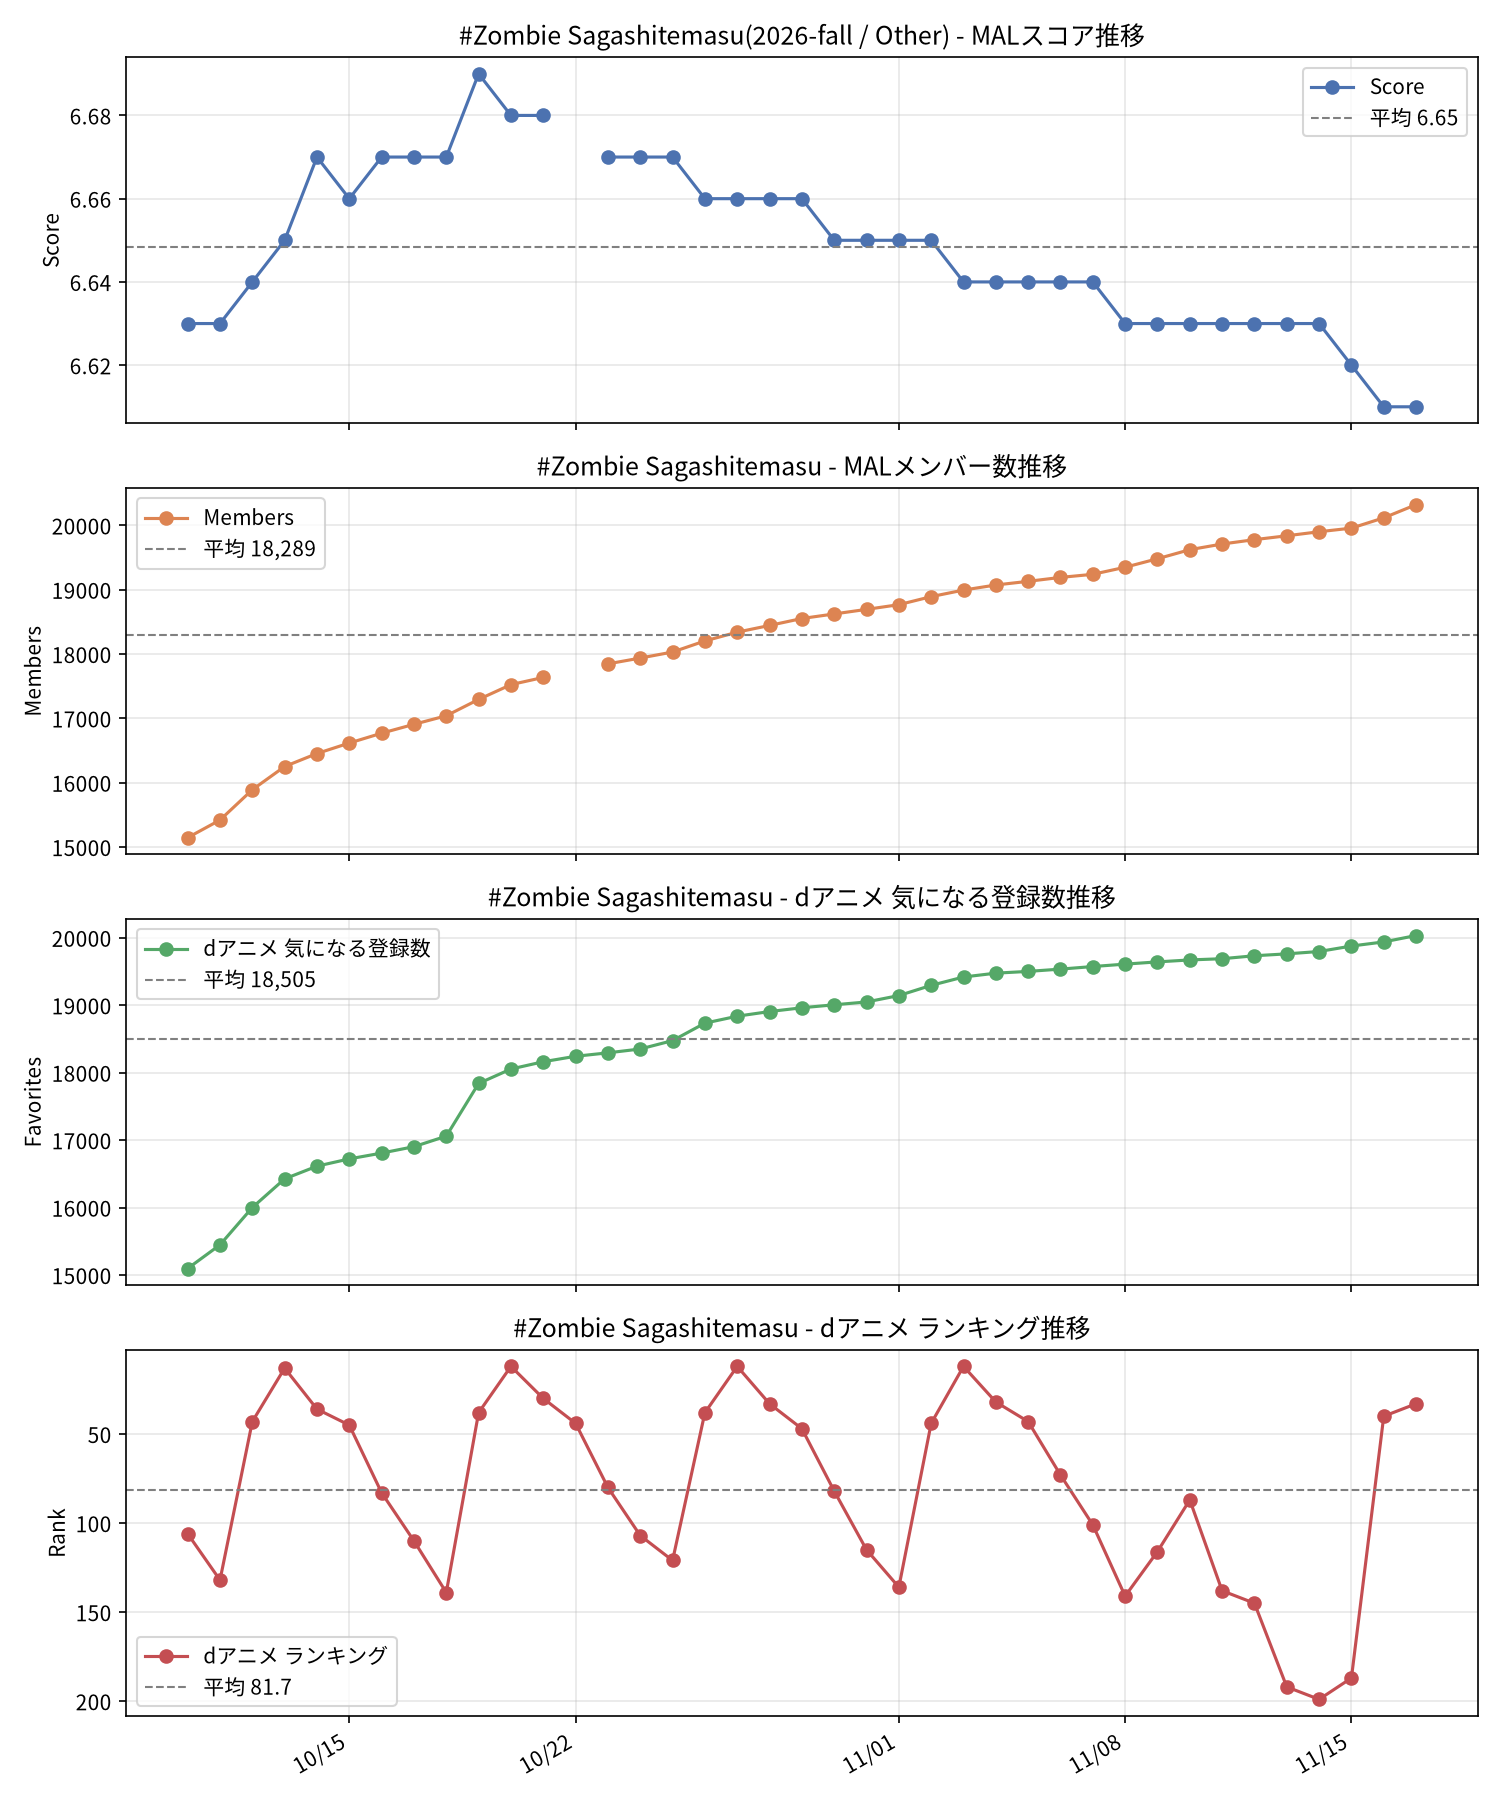 #Zombie Sagashitemasu(2026-fall / Other) - MALスコア推移
Score
6.68
6.66
6.64
6.62
Score
平均 6.65
#Zombie Sagashitemasu - MALメンバー数推移
Members
20000
19000
18000
17000
16000
15000
Members
平均 18,289
#Zombie Sagashitemasu - dアニメ 気になる登録数推移
Favorites
20000
19000
18000
17000
16000
15000
dアニメ 気になる登録数
平均 18,505
#Zombie Sagashitemasu - dアニメ ランキング推移
Rank
50
100
150
200
dアニメ ランキング
平均 81.7
10/15
10/22
11/01
11/08
11/15